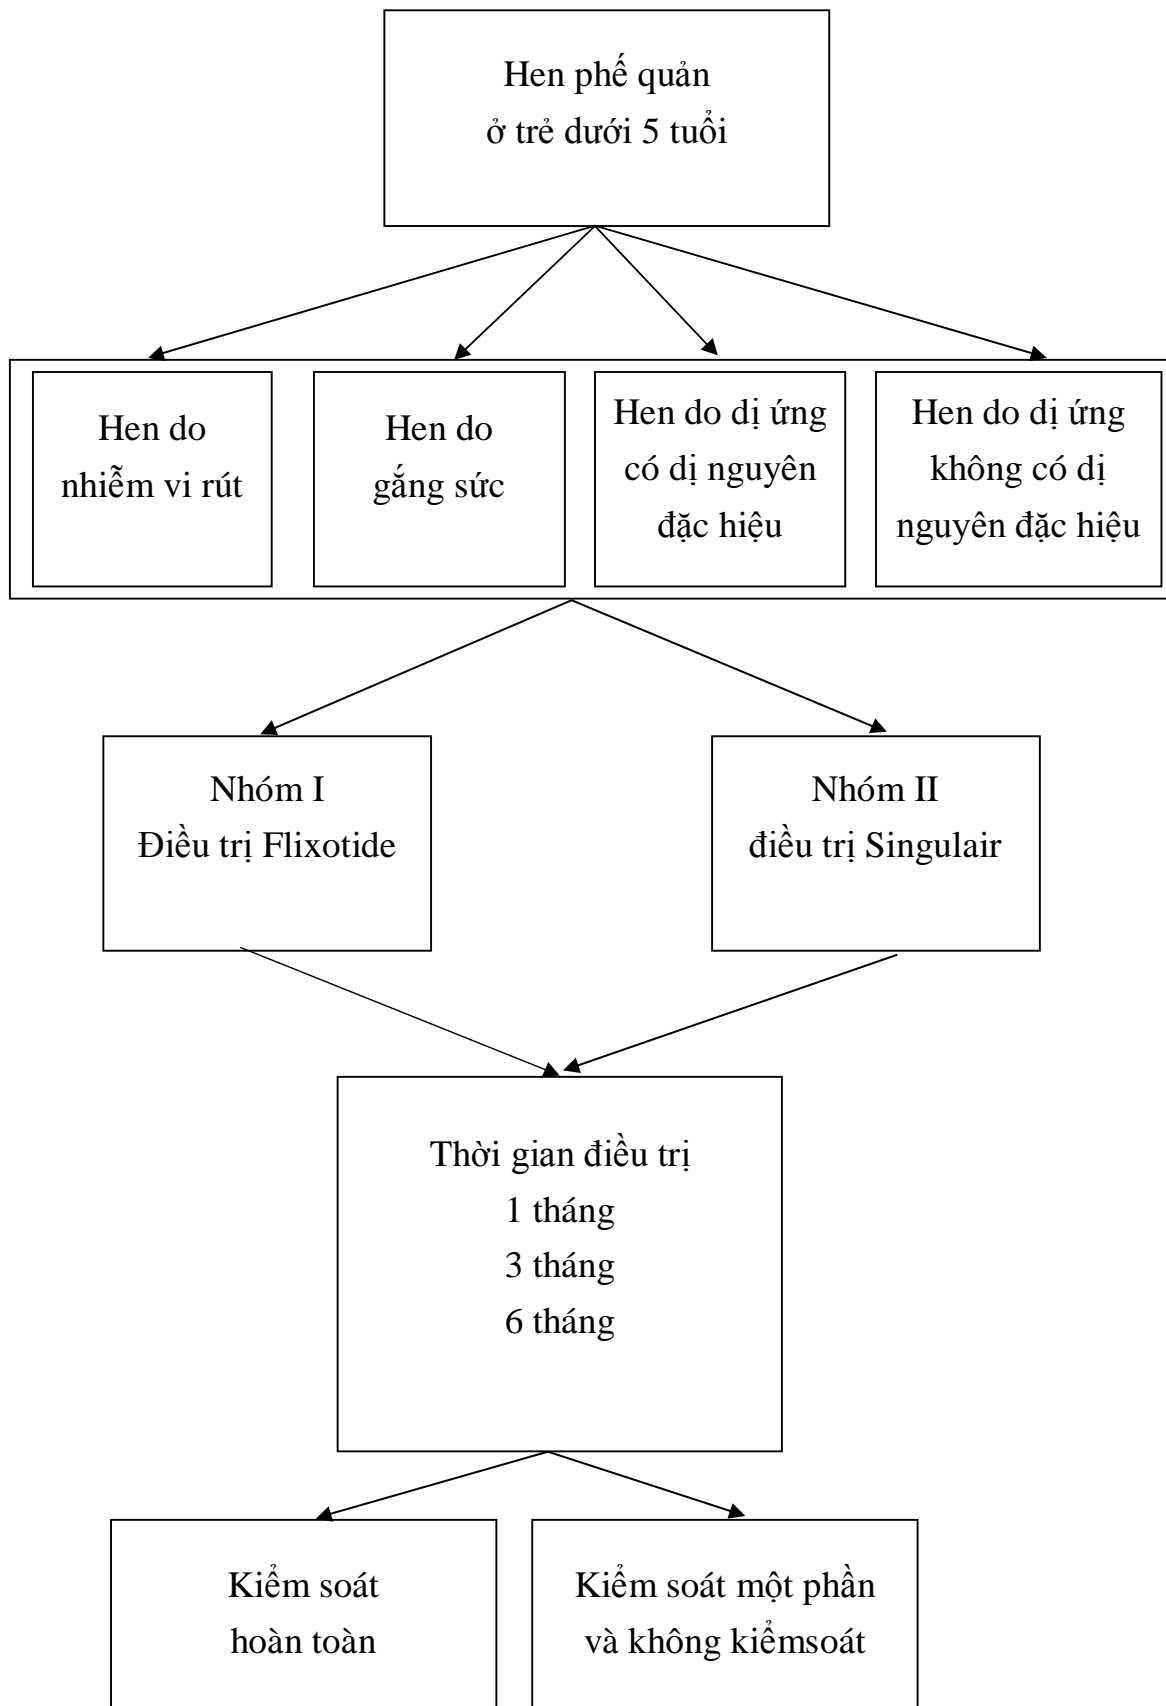 Hen phế quản
ở trẻ dưới 5 tuổi
Hen do
nhiễm vi rút
Hen do
gắng sức
Hen do dị ứng
có dị nguyên
đặc hiệu
Hen do dị ứng
không có dị
nguyên đặc hiệu
Nhóm I
Điều trị Flixotide
Nhóm II
điều trị Singulair
Thời gian điều trị
1 tháng
3 tháng
6 tháng
Kiểm soát
hoàn toàn
Kiểm soát một phần
và không kiểmsoát